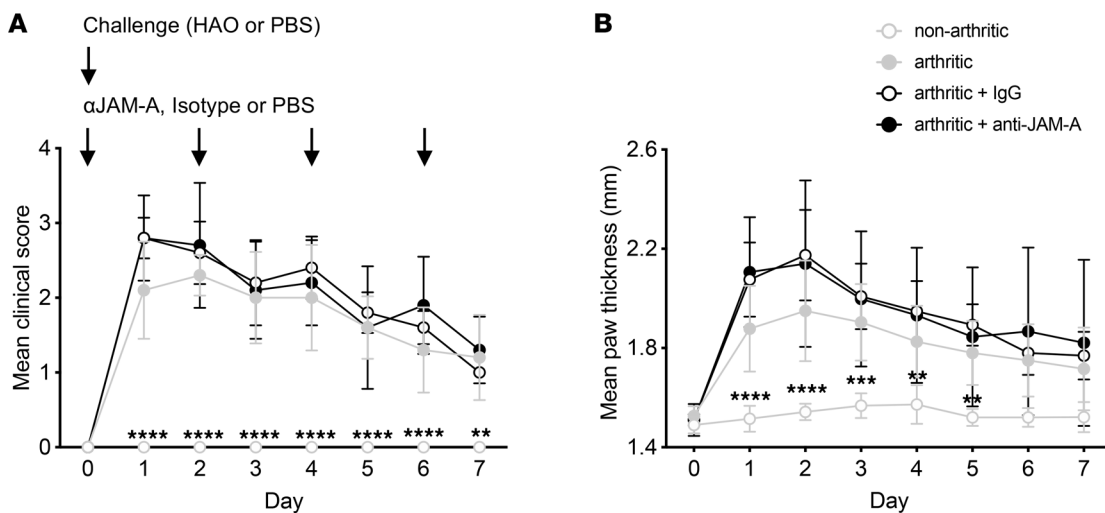 A
Challenge (HAO or PBS)
αJAM-A, Isotype or PBS
Mean clinical score
4
3
2
1
0
**** **** **** **** **** **** **
0 1 2 3 4 5 6 7
Day
B
non-arthritic
arthritic
arthritic + IgG
arthritic + anti-JAM-A
Mean paw thickness (mm)
2.6
2.2
1.8
1.4
**** **** *** ** **
0 1 2 3 4 5 6 7
Day